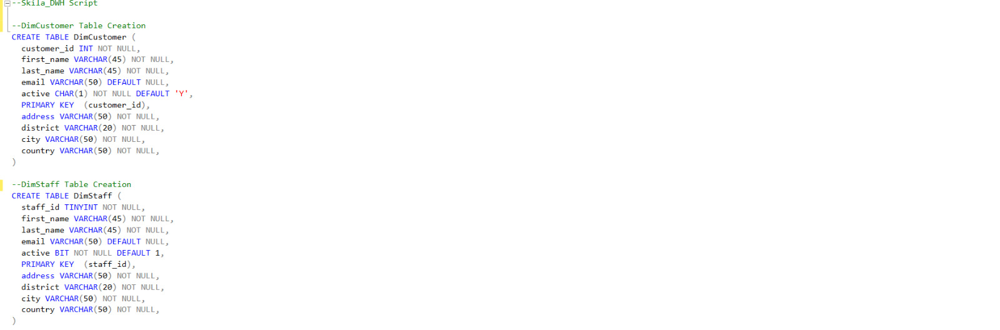 --Skila_DWH Script
--DimCustomer Table Creation
CREATE TABLE DimCustomer (
customer_id INT NOT NULL,
first_name VARCHAR(45) NOT NULL,
last_name VARCHAR(45) NOT NULL,
email VARCHAR(50) DEFAULT NULL,
active CHAR(1) NOT NULL DEFAULT 'Y',
PRIMARY KEY  (customer_id),
address VARCHAR(50) NOT NULL,
district VARCHAR(20) NOT NULL,
city VARCHAR(50) NOT NULL,
country VARCHAR(50) NOT NULL,
)
--DimStaff Table Creation
CREATE TABLE DimStaff (
staff_id TINYINT NOT NULL,
first_name VARCHAR(45) NOT NULL,
last_name VARCHAR(45) NOT NULL,
email VARCHAR(50) DEFAULT NULL,
active BIT NOT NULL DEFAULT 1,
PRIMARY KEY  (staff_id),
address VARCHAR(50) NOT NULL,
district VARCHAR(20) NOT NULL,
city VARCHAR(50) NOT NULL,
country VARCHAR(50) NOT NULL,
)